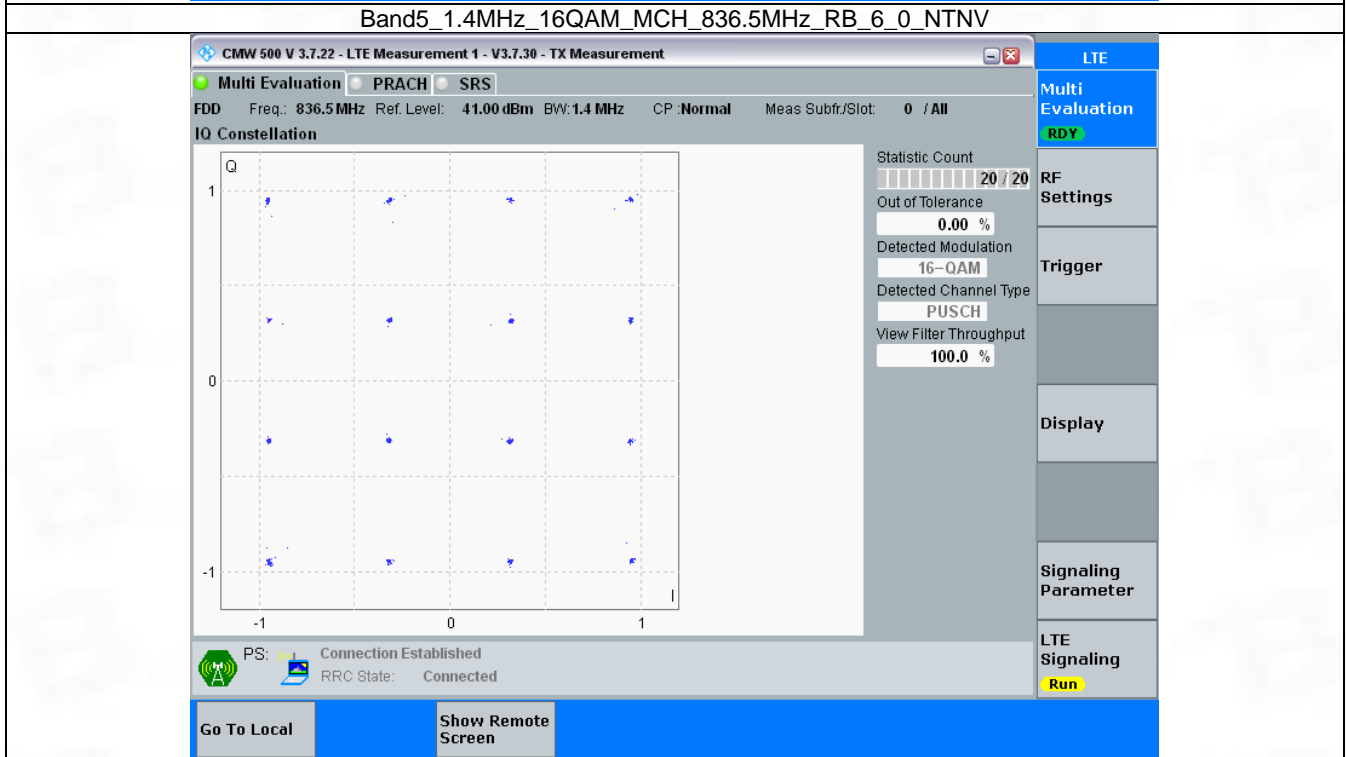 Band5_1.4MHz_16QAM_MCH_836.5MHz_RB_6_0_NTNV
CMW 500 V 3.7.22 - LTE Measurement 1 - V3.7.30 - TX Measurement
LTE
Multi Evaluation PRACH SRS
Multi
Evaluation
RDY
FDD Freq.: 836.5 MHz Ref. Level: 41.00 dBm BW: 1.4 MHz CP :Normal Meas Subfr./Slot: 0 / All
IQ Constellation
Q
1
0
-1
-1 0 1
I
Statistic Count
20 / 20
Out of Tolerance
0.00 %
Detected Modulation
16-QAM
Detected Channel Type
PUSCH
View Filter Throughput
100.0 %
RF
Settings
Trigger
Display
Signaling
Parameter
LTE
Signaling
Run
PS: Connection Established
RRC State: Connected
Go To Local
Show Remote
Screen